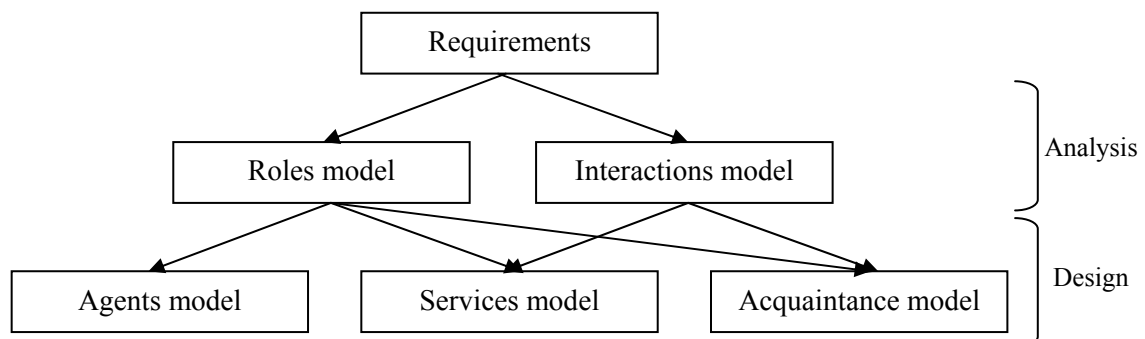 Requirements
Analysis
Roles model
Interactions model
Design
Agents model
Services model
Acquaintance model